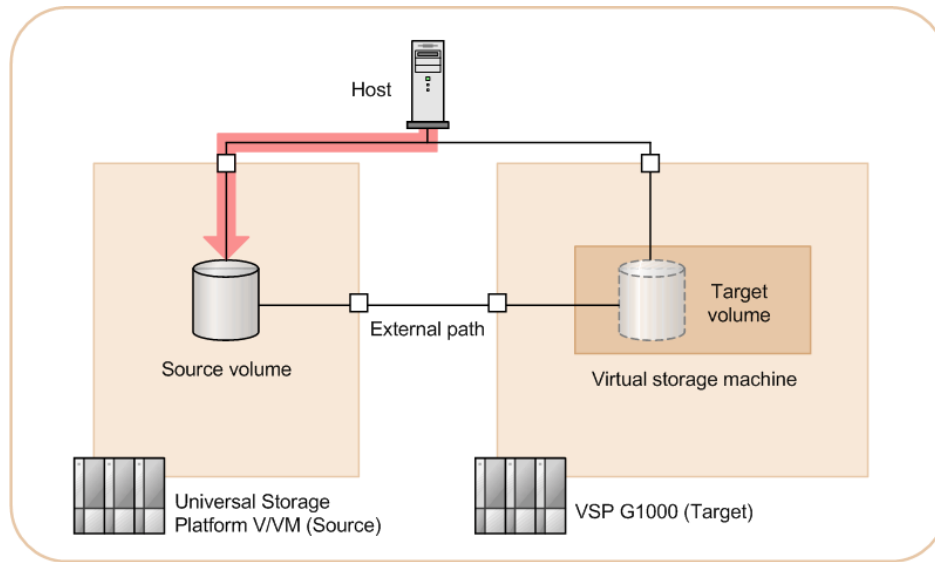 Host
Source volume
External path
Target
volume
Virtual storage machine
Universal Storage
Platform V/VM (Source)
VSP G1000 (Target)